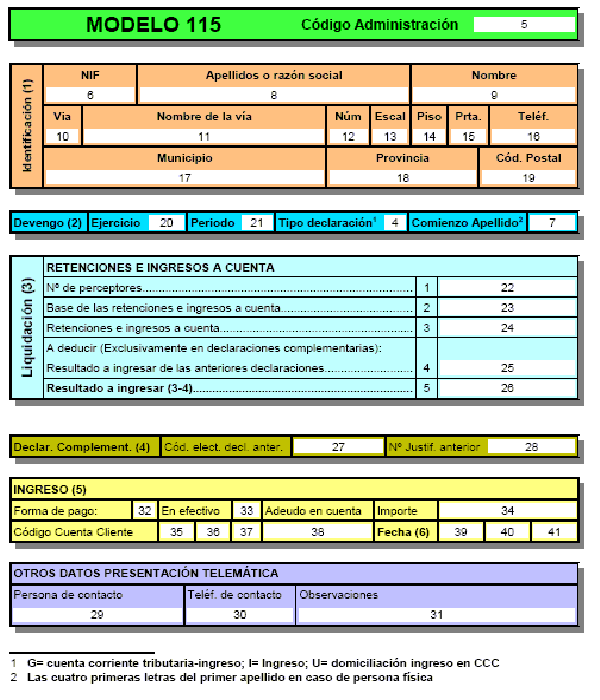 MODELO 115 Código Administración 5
Identificación (1)
NIF Apellidos o razón social Nombre
6 8 9
Vía Nombre de la vía Núm Escal Piso Prta. Teléf.
10 11 12 13 14 15 16
Municipio Provincia Cód. Postal
17 18 19
Devengo (2) Ejercicio 20 Periodo 21 Tipo declaración¹ 4 Comienzo Apellido² 7
Liquidación (3)
RETENCIONES E INGRESOS A CUENTA
Nº de perceptores 1 22
Base de las retenciones e ingresos a cuenta 2 23
Retenciones e ingresos a cuenta 3 24
A deducir (Exclusivamente en declaraciones complementarias):
Resultado a ingresar de las anteriores declaraciones 4 25
Resultado a ingresar (3-4) 5 26
Declar. Complement. (4) Cód. elect. decl. anter. 27 Nº Justif. anterior 28
INGRESO (5)
Forma de pago: 32 En efectivo 33 Adeudo en cuenta Importe 34
Código Cuenta Cliente 35 36 37 38 Fecha (6) 39 40 41
OTROS DATOS PRESENTACIÓN TELEMÁTICA
Persona de contacto Teléf. de contacto Observaciones
29 30 31
1 G= cuenta corriente tributaria-ingreso; I= Ingreso; U= domiciliación ingreso en CCC
2 Las cuatro primeras letras del primer apellido en caso de persona física